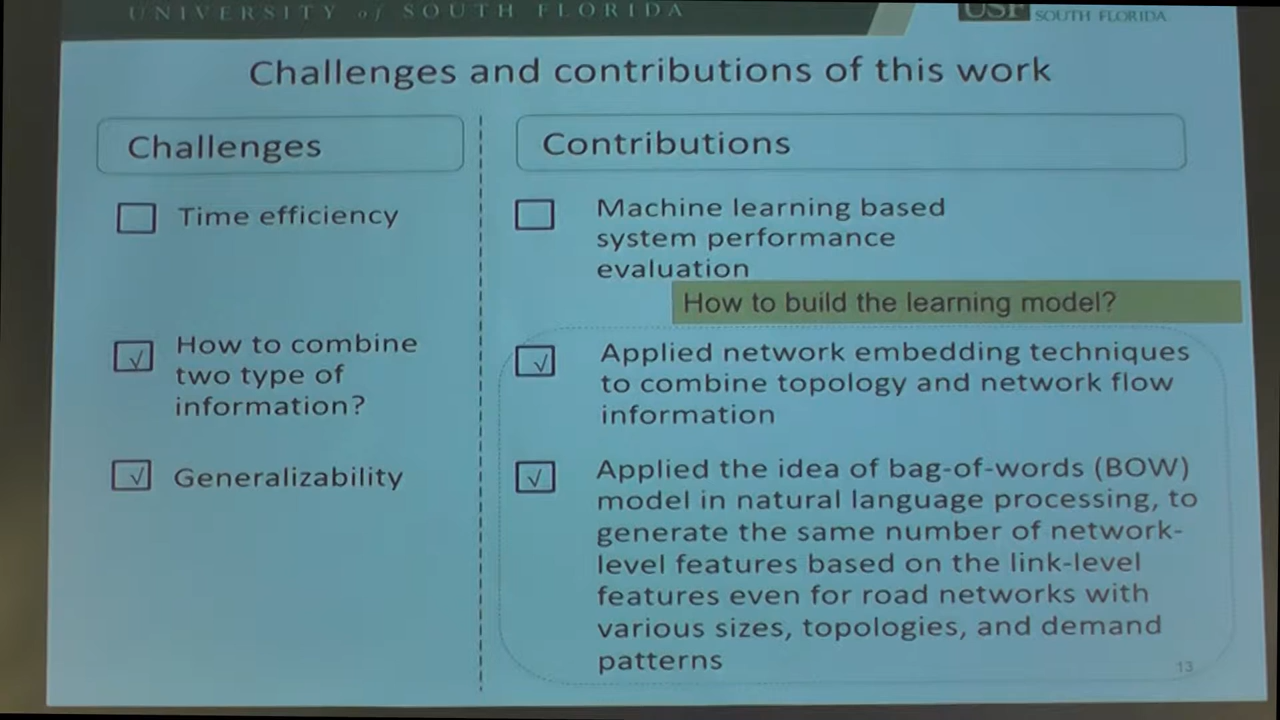 UNIVERSITY of SOUTH FLORIDA
USF SOUTH FLORIDA
Challenges and contributions of this work
Challenges
Time efficiency
How to combine
two type of
information?
Generalizability
Contributions
Machine learning based
system performance
evaluation
How to build the learning model?
Applied network embedding techniques
to combine topology and network flow
information
Applied the idea of bag-of-words (BOW)
model in natural language processing, to
generate the same number of network-
level features based on the link-level
features even for road networks with
various sizes, topologies, and demand
patterns
13